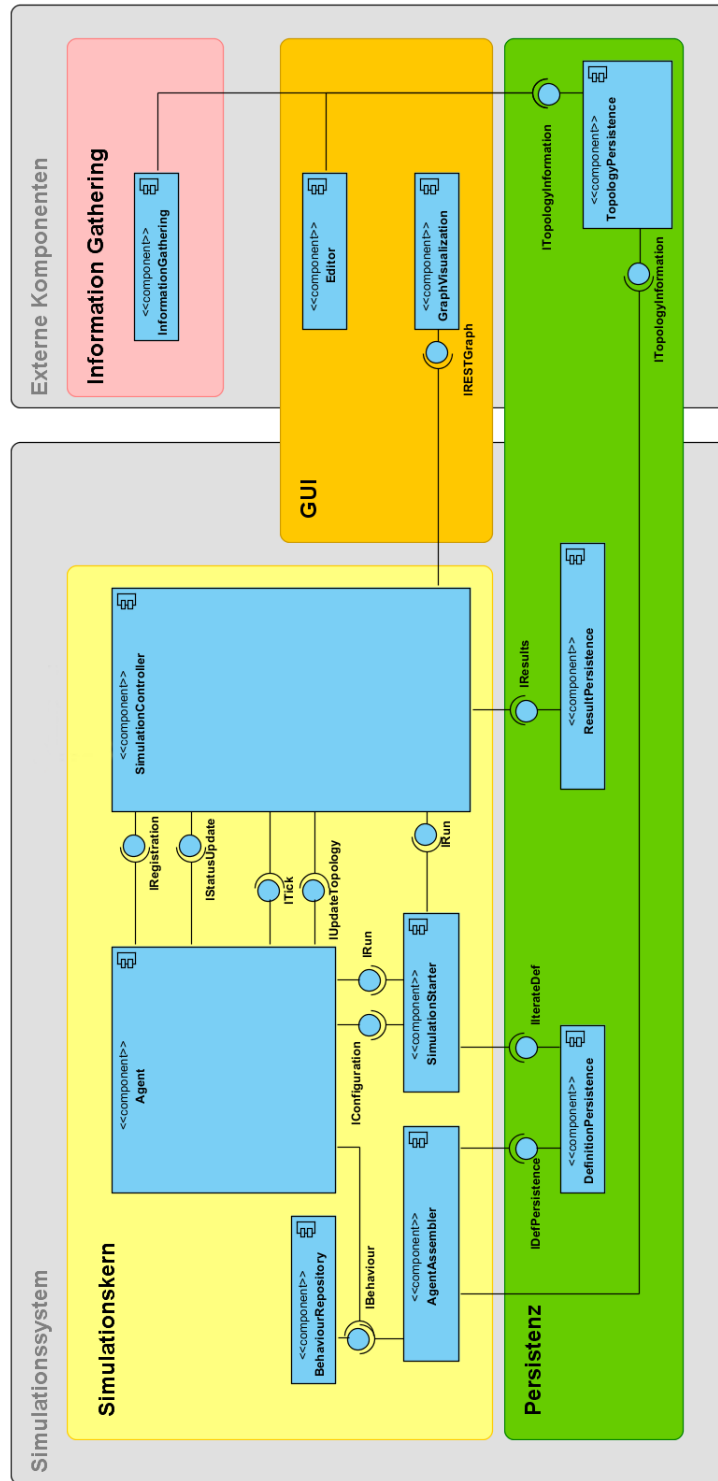 Simulationssystem
Simulationskern
<<component>>
BehaviourRepository
IBehaviour
<<component>>
AgentAssembler
<<component>>
Agent
IConfiguration
IRun
<<component>>
SimulationStarter
IRegistration
IStatusUpdate
ITick
IUpdateTopology
IRun
<<component>>
SimulationController
Persistenz
IDefPersistence
IIterateDef
<<component>>
DefinitionPersistence
IResults
<<component>>
ResultPersistence
GUI
IRESTGraph
<<component>>
GraphVisualization
<<component>>
Editor
Externe Komponenten
Information Gathering
<<component>>
InformationGathering
ITopologyInformation
ITopologyInformation
<<component>>
TopologyPersistence